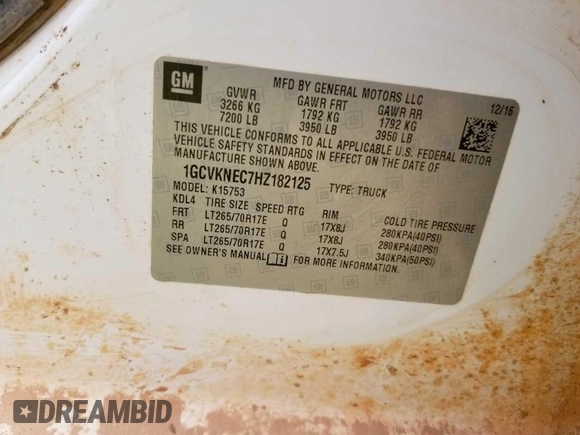 GM
MFD BY GENERAL MOTORS LLC
GVWR GAWR FRT GAWR RR 12/16
3266 KG 1792 KG 1792 KG
7200 LB 3950 LB 3950 LB
THIS VEHICLE CONFORMS TO ALL APPLICABLE U.S. FEDERAL MOTOR
VEHICLE SAFETY STANDARDS IN EFFECT ON THE DATE OF
MANUFACTURE SHOWN ABOVE.
1GCVKNEC7HZ182125 TYPE: TRUCK
MODEL: K15753
KDL4 TIRE SIZE SPEED RTG RIM COLD TIRE PRESSURE
FRT LT265/70R17E Q 17X8J 280KPA(40PSI)
RR LT265/70R17E Q 17X8J 280KPA(40PSI)
SPA LT265/70R17E Q 17X7.5J 340KPA(50PSI)
SEE OWNER'S MANUAL FOR MORE INFORMATION.
DREAMBID